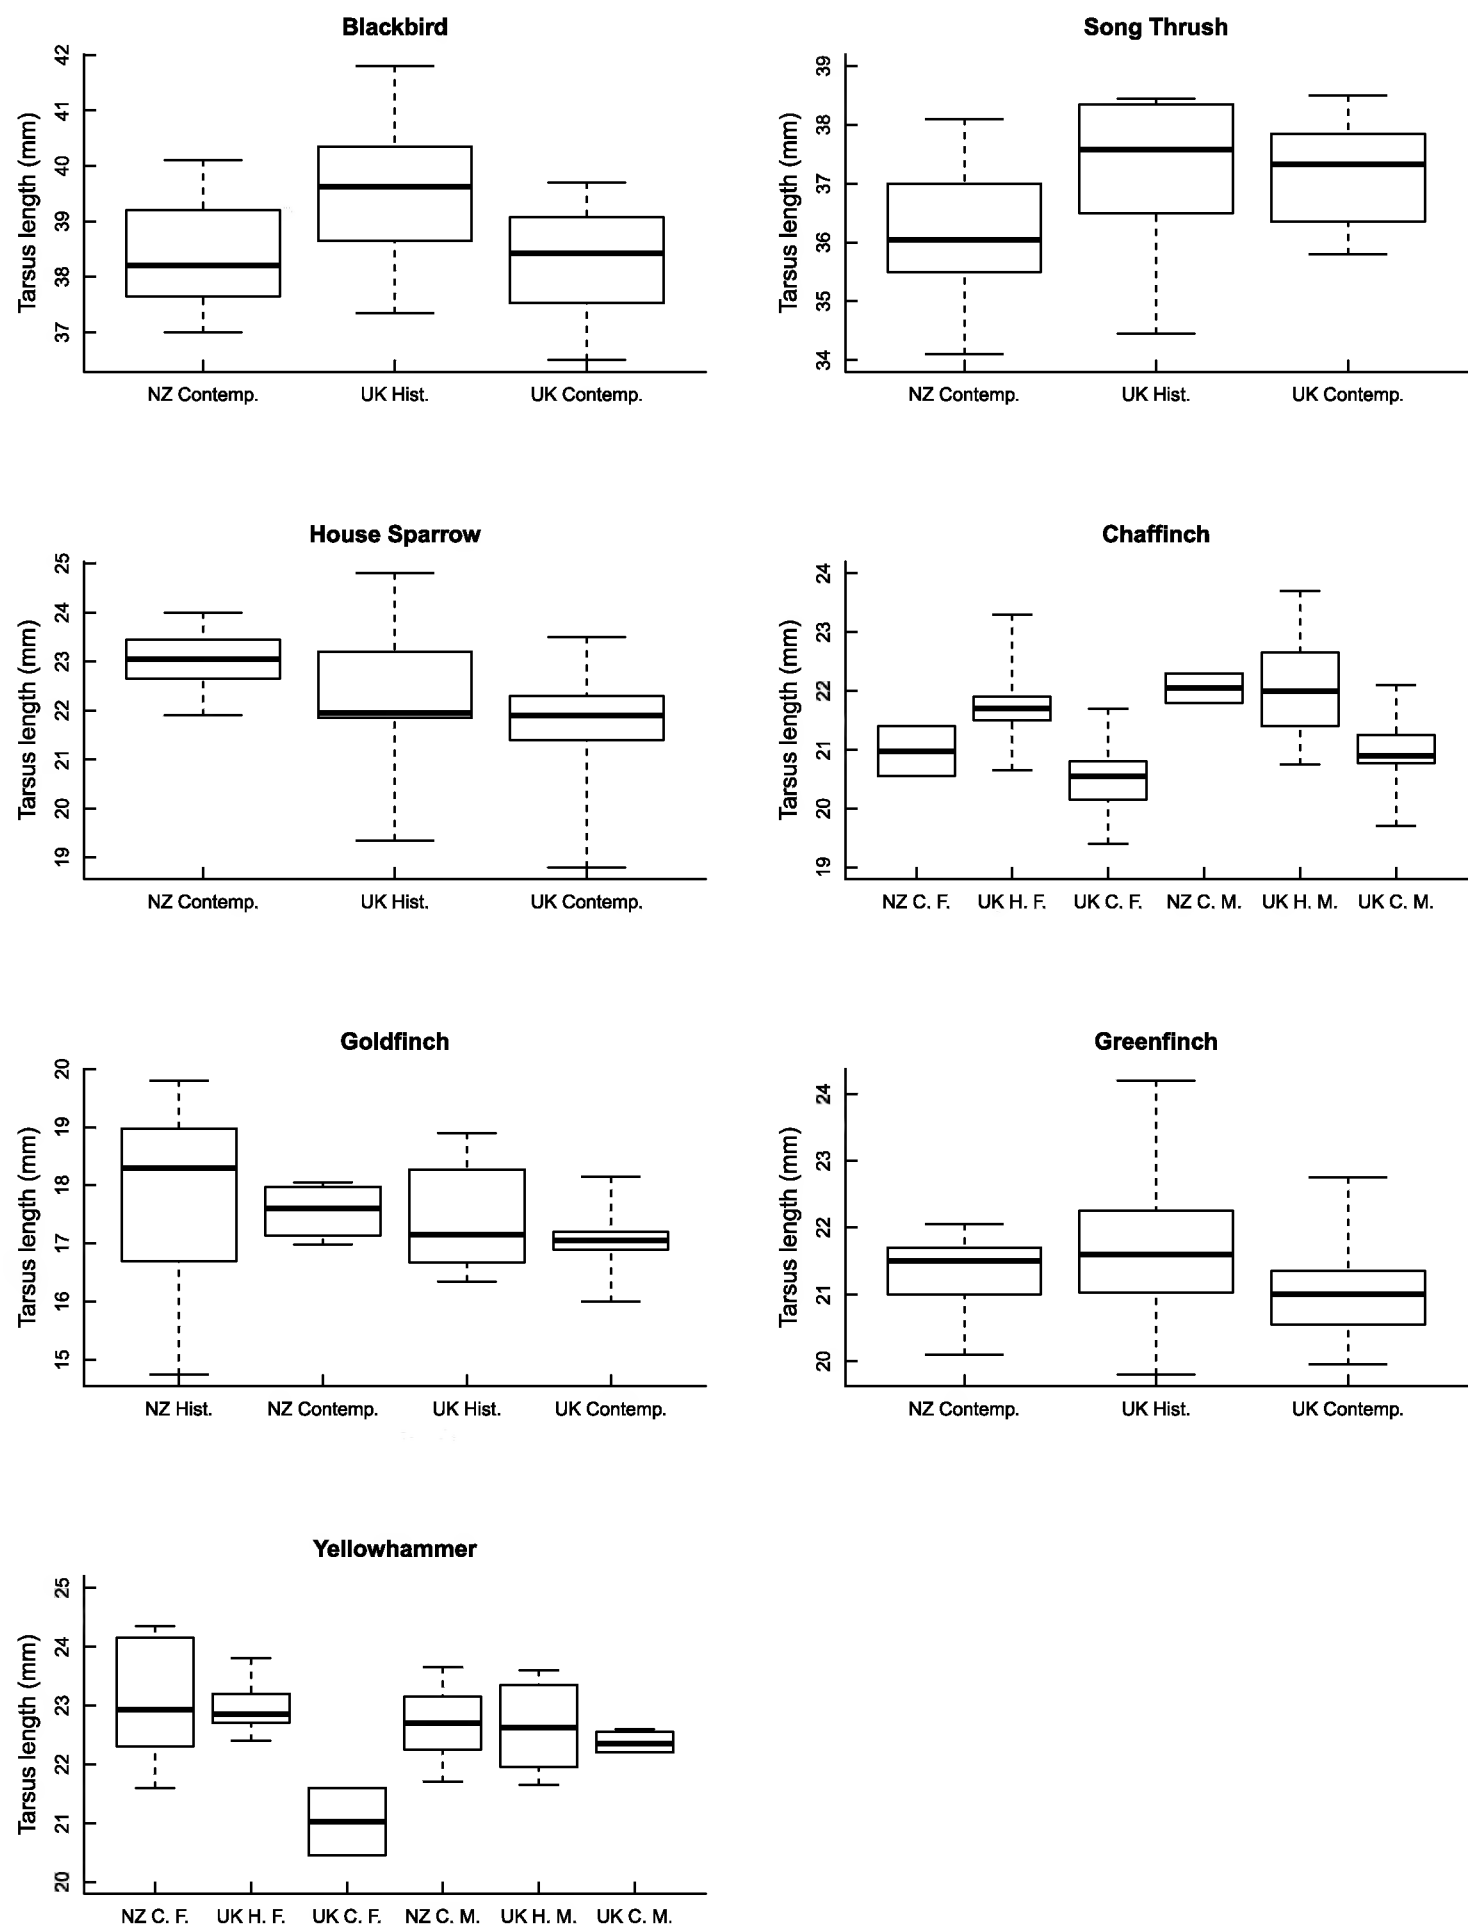 Blackbird
Tarsus length (mm)
42
41
40
39
38
37
NZ Contemp. UK Hist. UK Contemp.
Song Thrush
Tarsus length (mm)
39
38
37
36
35
34
NZ Contemp. UK Hist. UK Contemp.
House Sparrow
Tarsus length (mm)
25
24
23
22
21
20
19
NZ Contemp. UK Hist. UK Contemp.
Chaffinch
Tarsus length (mm)
24
23
22
21
20
19
NZ C. F. UK H. F. UK C. F. NZ C. M. UK H. M. UK C. M.
Goldfinch
Tarsus length (mm)
20
19
18
17
16
15
NZ Hist. NZ Contemp. UK Hist. UK Contemp.
Greenfinch
Tarsus length (mm)
24
23
22
21
20
NZ Contemp. UK Hist. UK Contemp.
Yellowhammer
Tarsus length (mm)
25
24
23
22
21
20
NZ C. F. UK H. F. UK C. F. NZ C. M. UK H. M. UK C. M.